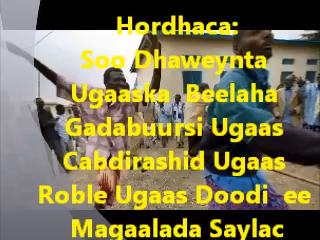 Hordhaca:
Soo Dhaweynta
Ugaaska Beelaha
Gadabuursi Ugaas
Cabdirashid Ugaas
Roble Ugaas Doodi ee
Magaalada Saylac